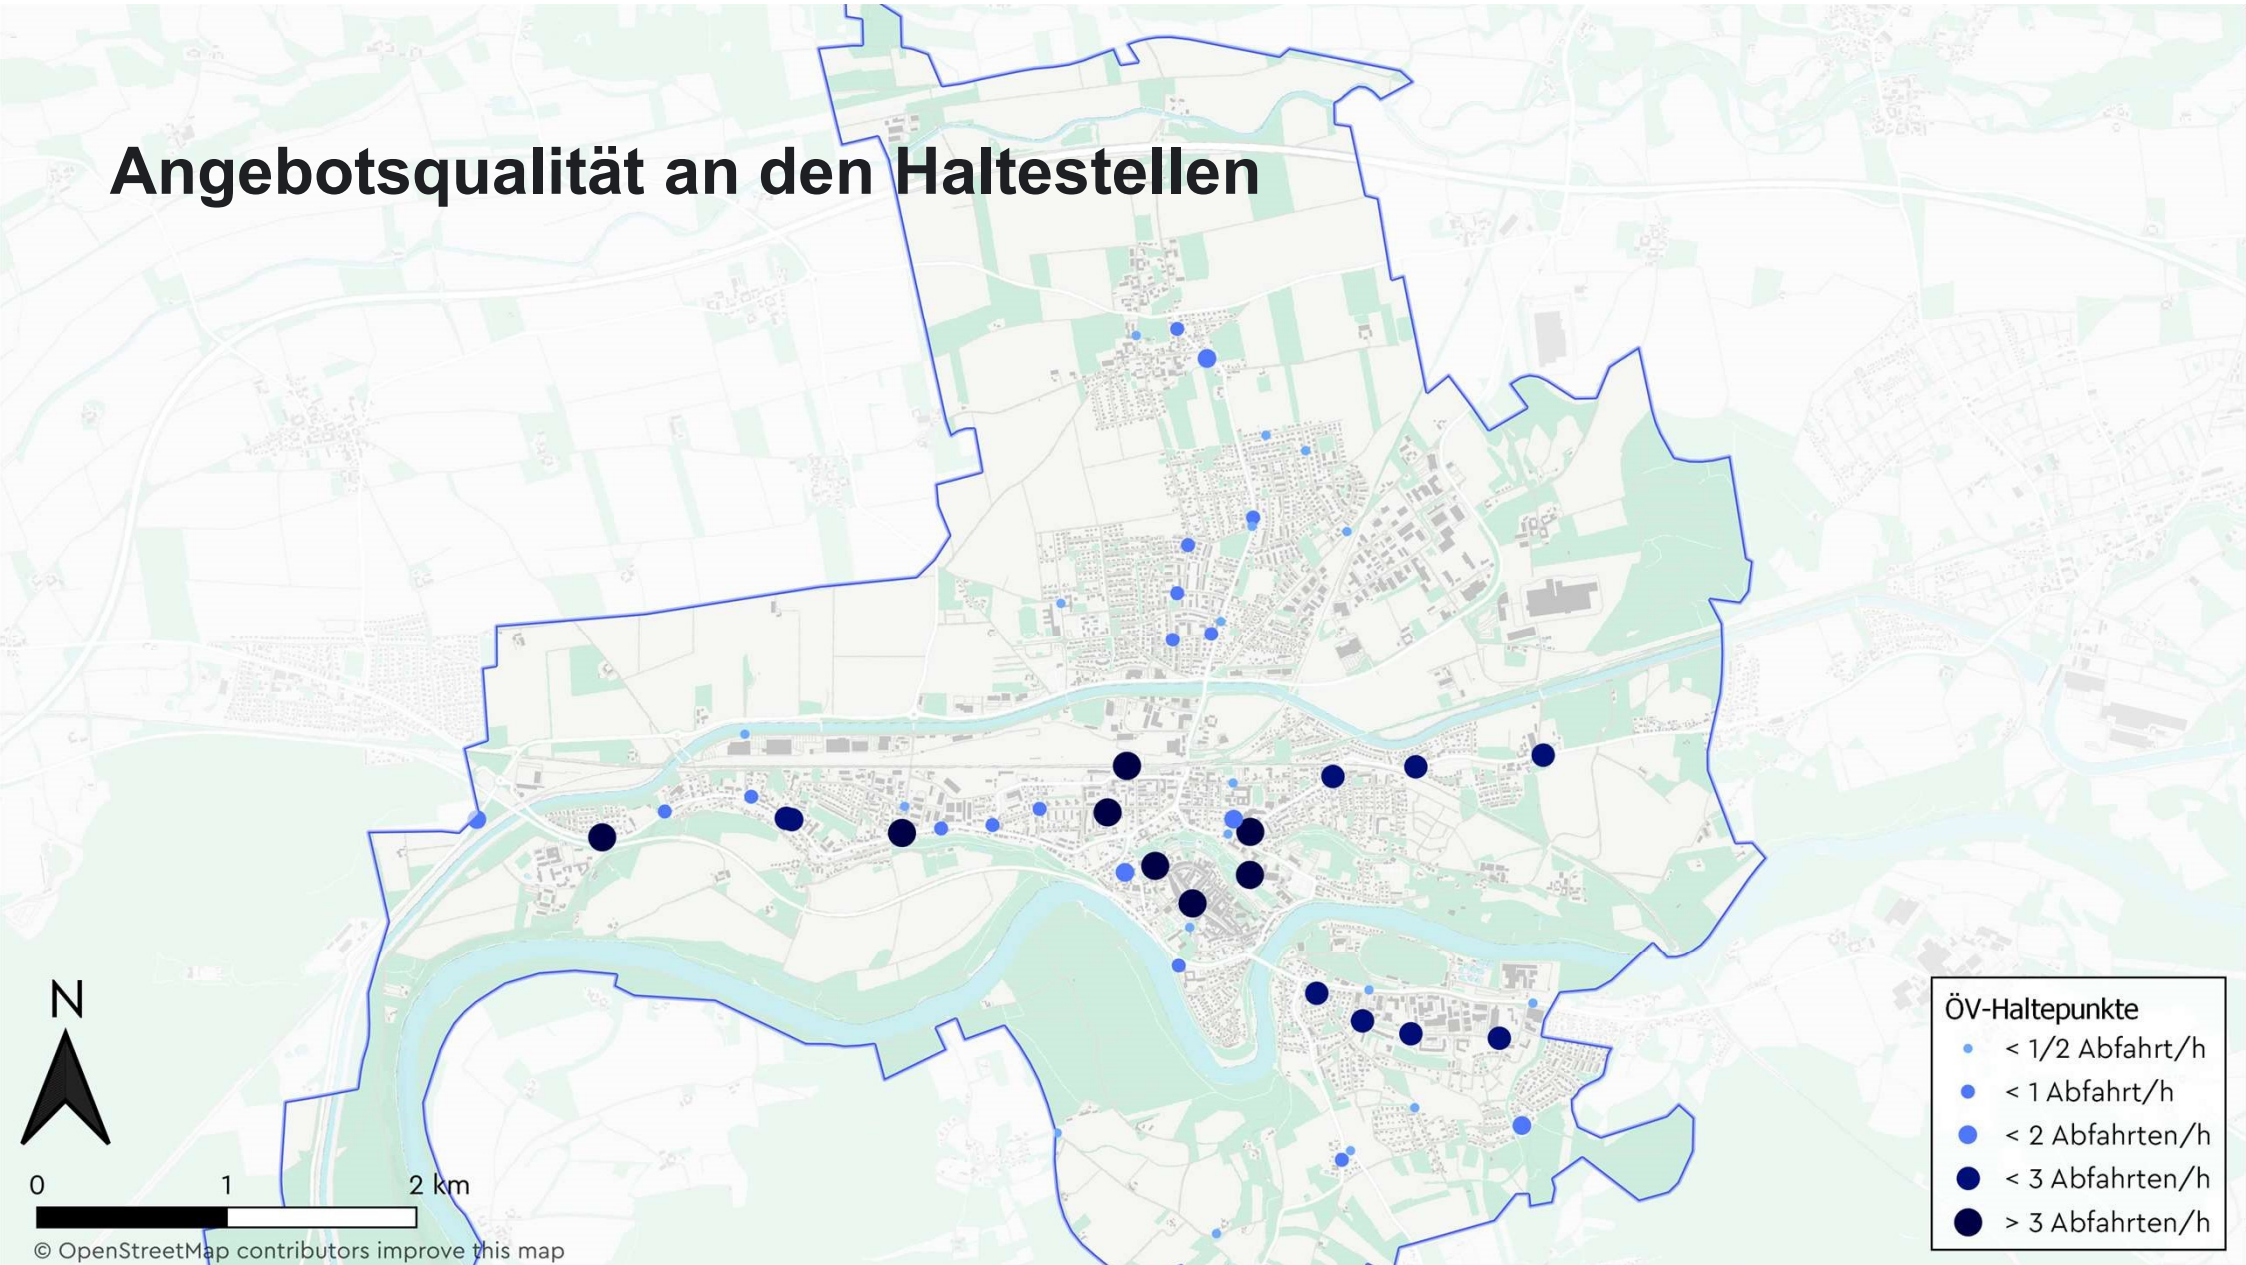 Angebotsqualität an den Haltestellen
N
0 1 2 km
© OpenStreetMap contributors improve this map
ÖV-Haltepunkte
< 1/2 Abfahrt/h
< 1 Abfahrt/h
< 2 Abfahrten/h
< 3 Abfahrten/h
> 3 Abfahrten/h